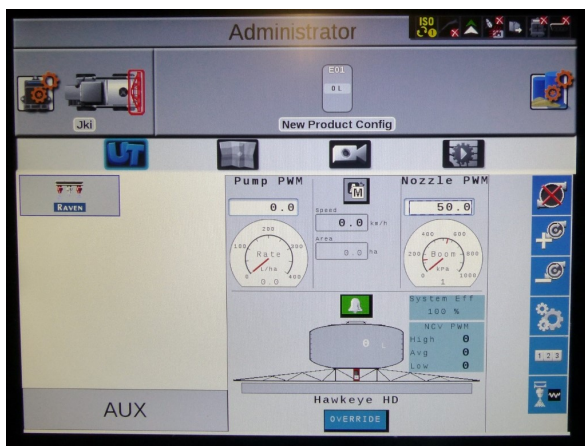 Administrator
ISO
E01
0 L
Jki
New Product Config
UT
RAVEN
Pump PWM
M
Nozzle PWM
0.0
Speed
0.0 km/h
50.0
Area
0.0 ha
200
100
300
Rate
L/ha
0
400
0.0
400
600
200
800
Boom
kPa
0
1000
1
System Eff
100 %
NCV PWM
High 0
Avg 0
Low 0
0 L
1 2 3
Hawkeye HD
OVERRIDE
AUX